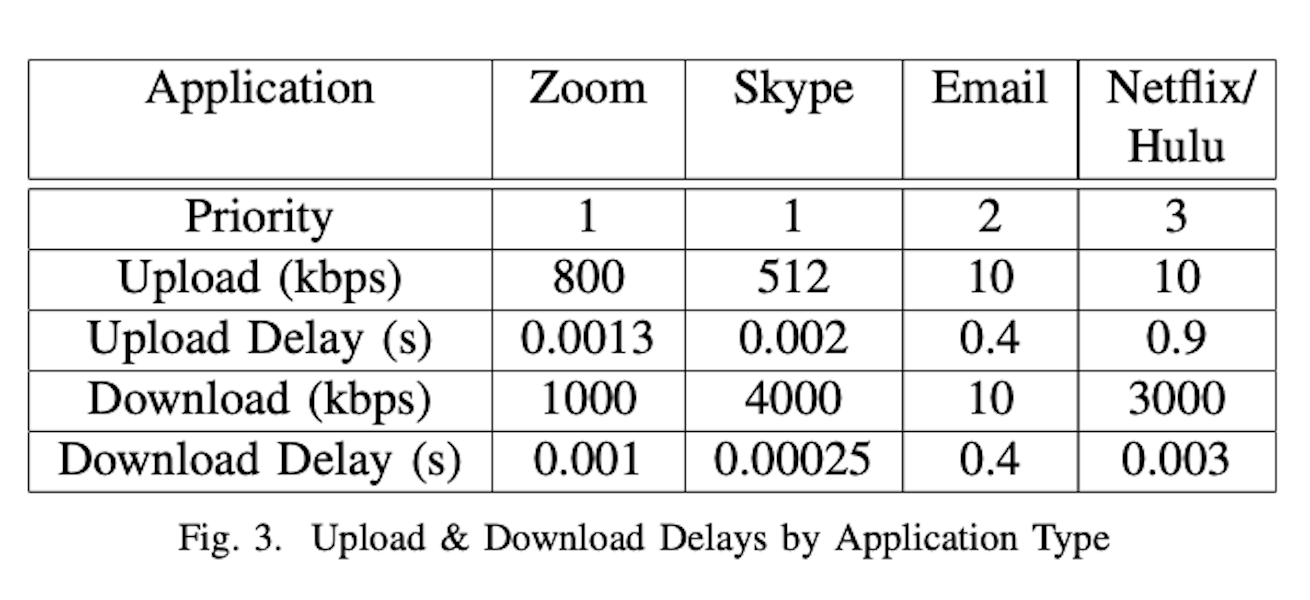 Application Zoom Skype Email Netflix/
Hulu
Priority 1 1 2 3
Upload (kbps) 800 512 10 10
Upload Delay (s) 0.0013 0.002 0.4 0.9
Download (kbps) 1000 4000 10 3000
Download Delay (s) 0.001 0.00025 0.4 0.003
Fig. 3. Upload & Download Delays by Application Type